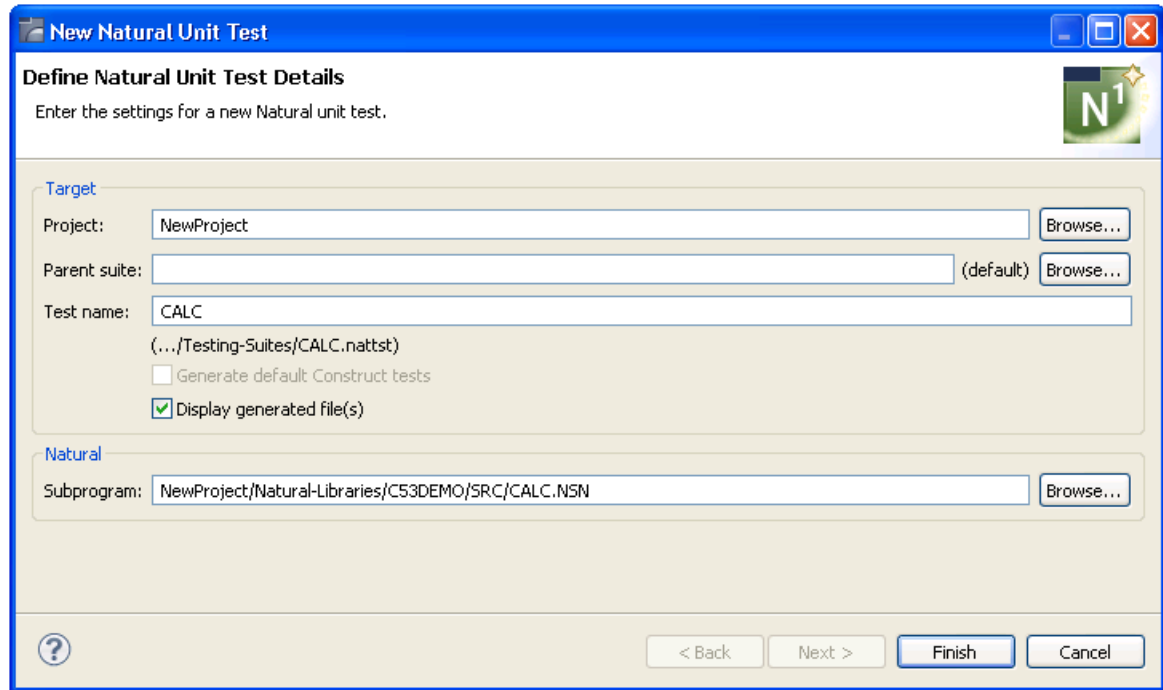 New Natural Unit Test
Define Natural Unit Test Details
Enter the settings for a new Natural unit test.
N1
Target
Project: NewProject Browse...
Parent suite: (default) Browse...
Test name: CALC
(.../Testing-Suites/CALC.nattst)
Generate default Construct tests
Display generated file(s)
Natural
Subprogram: NewProject/Natural-Libraries/C53DEMO/SRC/CALC.NSN Browse...
? < Back Next > Finish Cancel